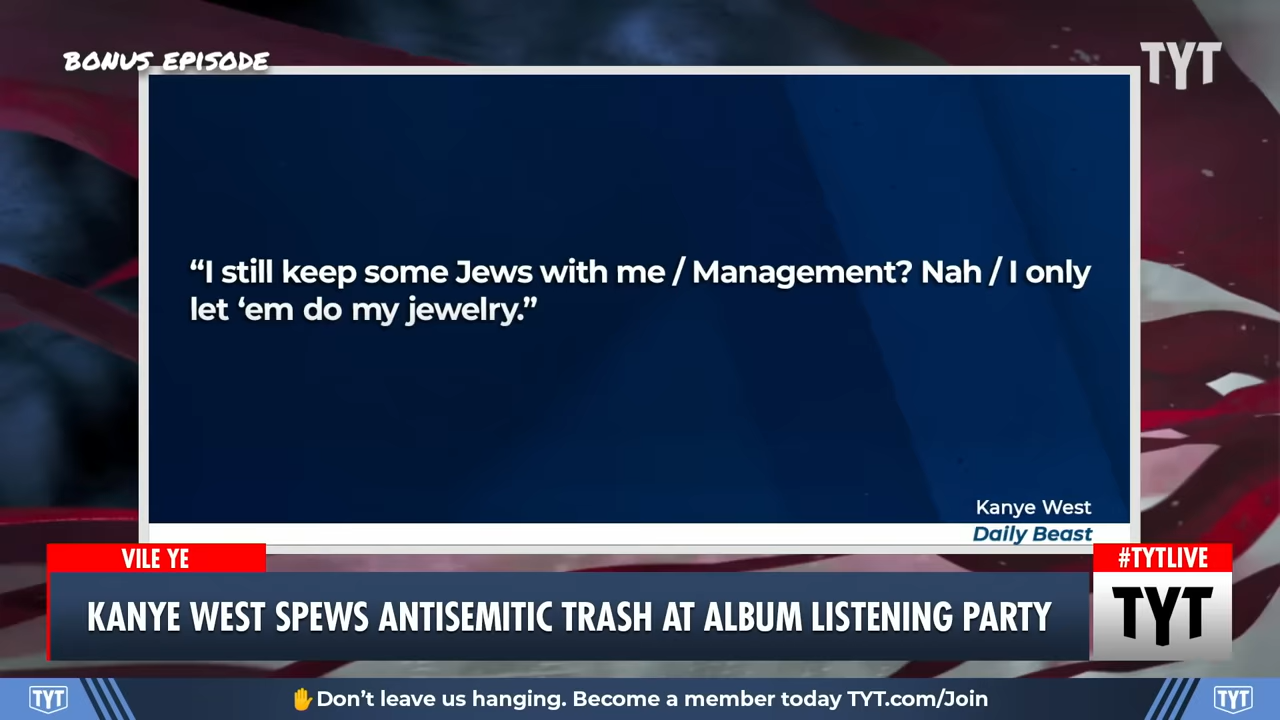 BONUS EPISODE
TYT
“I still keep some Jews with me / Management? Nah / I only
let ‘em do my jewelry.”
Kanye West
Daily Beast
VILE YE
#TYTLIVE
KANYE WEST SPEWS ANTISEMITIC TRASH AT ALBUM LISTENING PARTY
TYT
TYT
✋Don’t leave us hanging. Become a member today TYT.com/Join
TYT